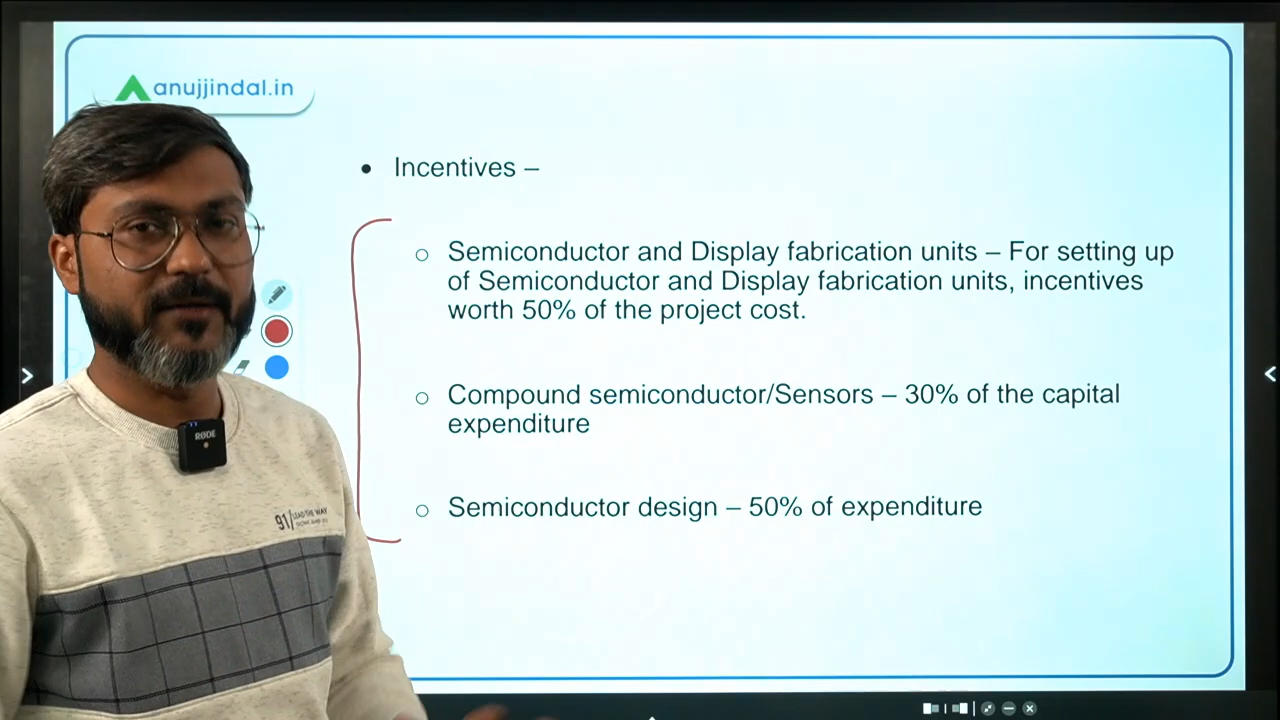 anujjindal.in
• Incentives –
○ Semiconductor and Display fabrication units – For setting up
of Semiconductor and Display fabrication units, incentives
worth 50% of the project cost.
○ Compound semiconductor/Sensors – 30% of the capital
expenditure
○ Semiconductor design – 50% of expenditure
RØDE
91 LEAD THE WAY